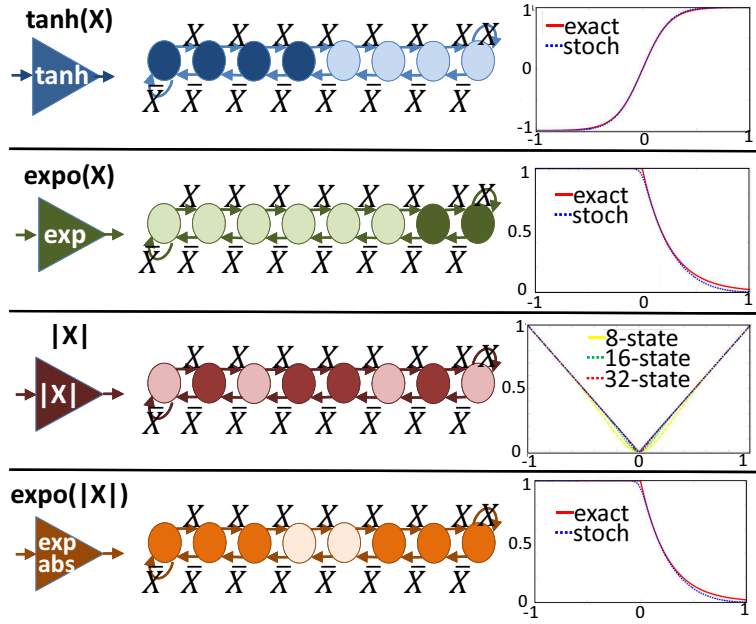 tanh(X)
tanh
X X X X X X X X
X̅ X̅ X̅ X̅ X̅ X̅ X̅ X̅
1
0
-1
0
1
exact
stoch
expo(X)
exp
X X X X X X X X
X̅ X̅ X̅ X̅ X̅ X̅ X̅ X̅
1
0.5
0
-1
0
1
exact
stoch
|X|
|X|
X X X X X X X X
X̅ X̅ X̅ X̅ X̅ X̅ X̅ X̅
1
0.5
0
-1
0
1
8-state
16-state
32-state
expo(|X|)
exp
abs
X X X X X X X X
X̅ X̅ X̅ X̅ X̅ X̅ X̅ X̅
1
0.5
0
-1
0
1
exact
stoch